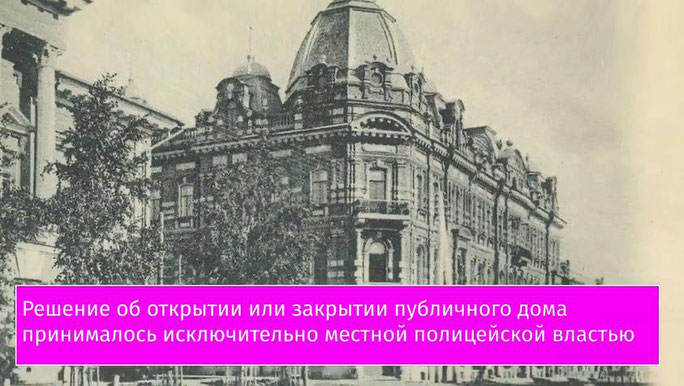 Решение об открытии или закрытии публичного дома
принималось исключительно местной полицейской властью